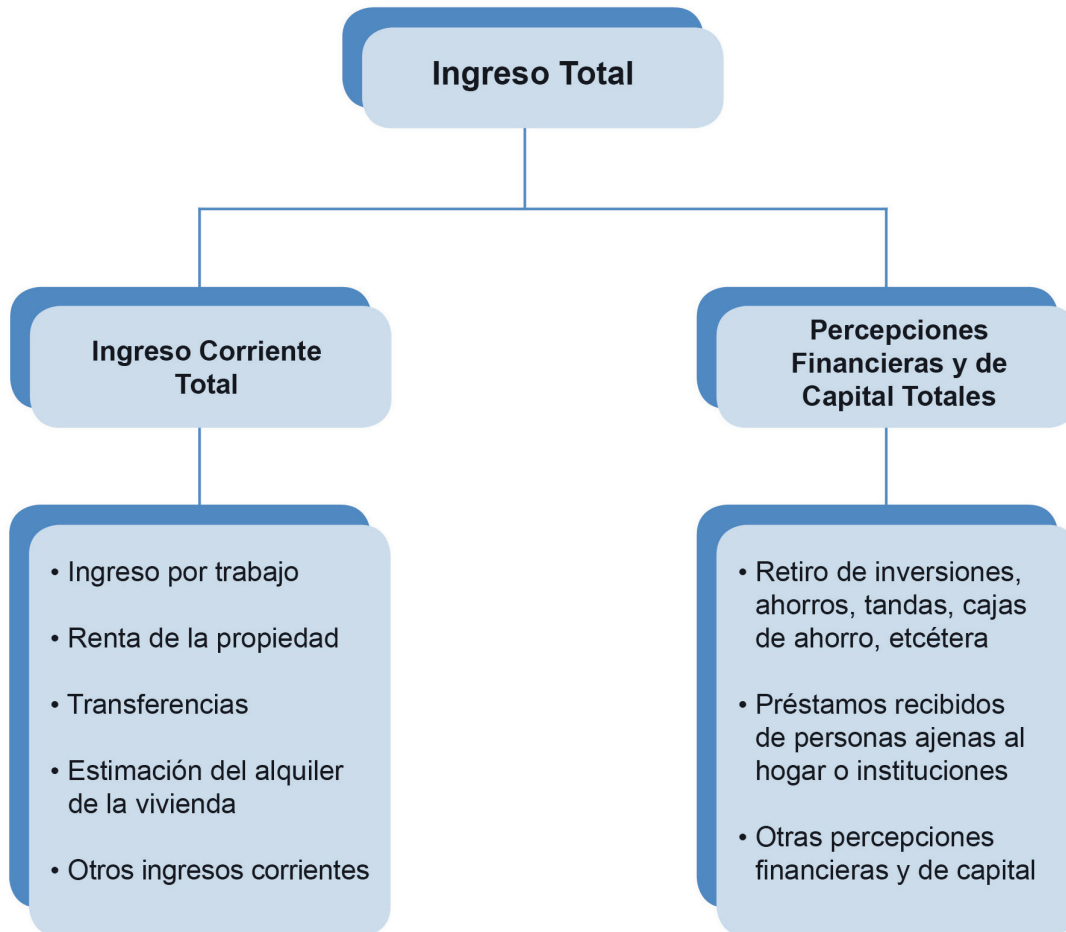 Ingreso Total
Ingreso Corriente
Total
• Ingreso por trabajo
• Renta de la propiedad
• Transferencias
• Estimación del alquiler
de la vivienda
• Otros ingresos corrientes
Percepciones
Financieras y de
Capital Totales
• Retiro de inversiones,
ahorros, tandas, cajas
de ahorro, etcétera
• Préstamos recibidos
de personas ajenas al
hogar o instituciones
• Otras percepciones
financieras y de capital